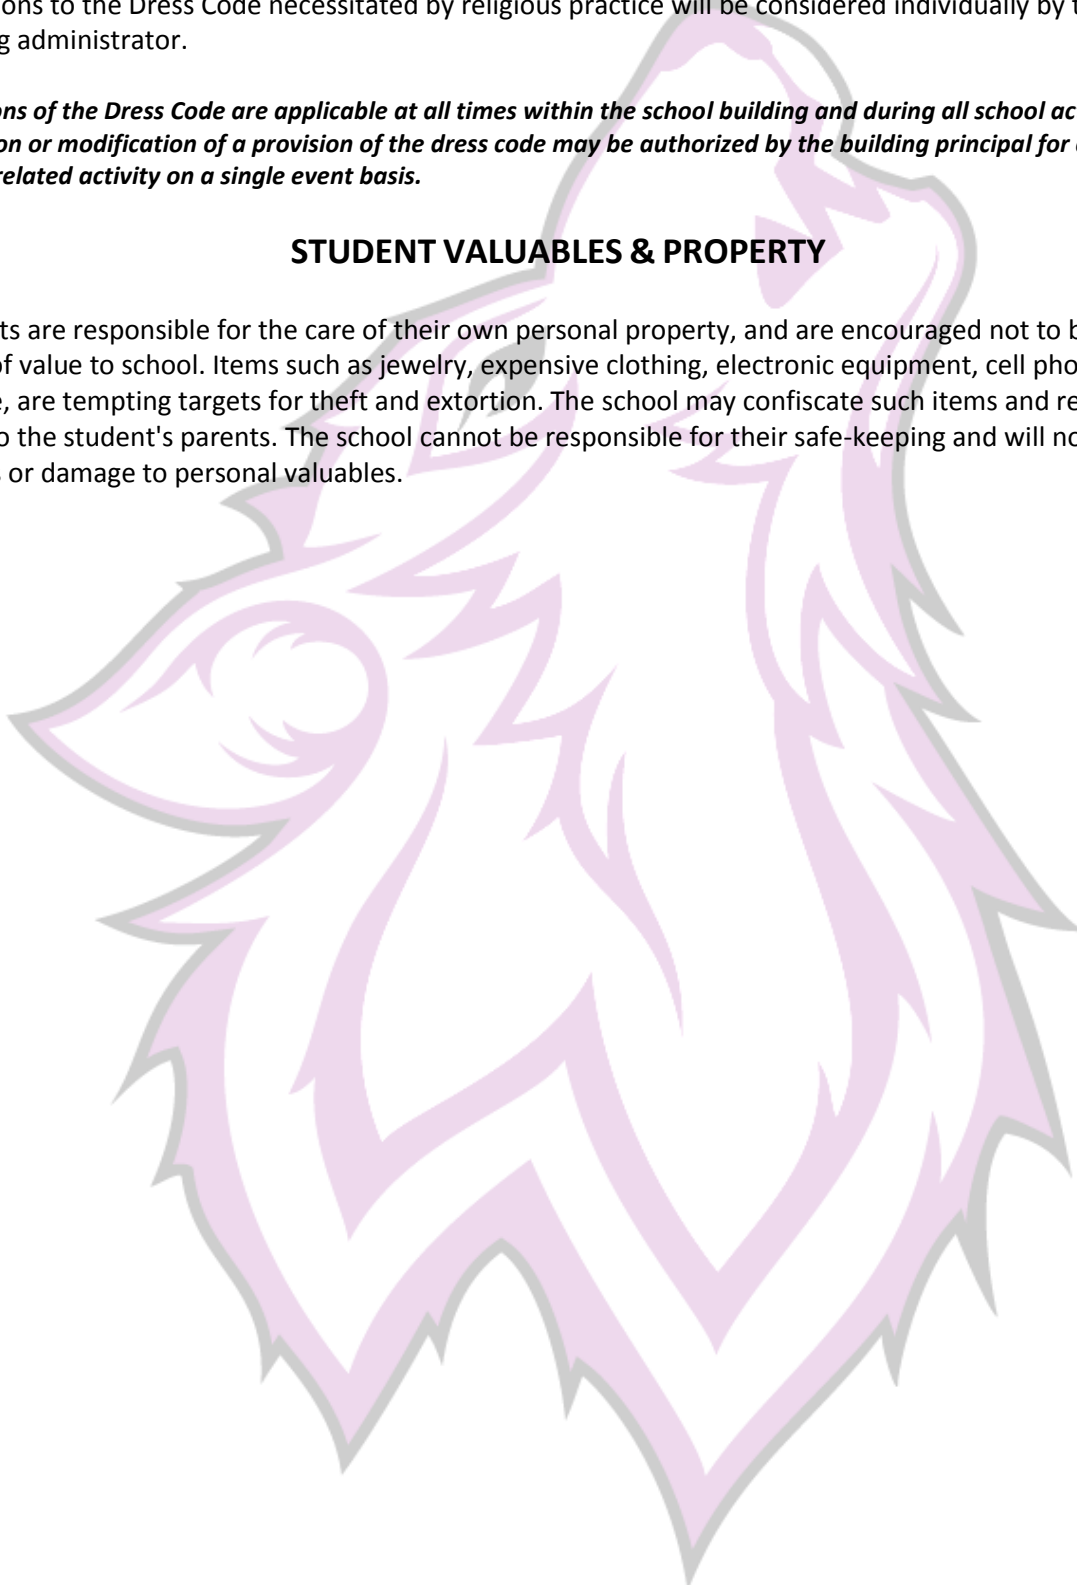 ons to the Dress Code necessitated by religious practice will be considered individually by t
g administrator.
ons of the Dress Code are applicable at all times within the school building and during all school ac
on or modification of a provision of the dress code may be authorized by the building principal for
related activity on a single event basis.
STUDENT VALUABLES & PROPERTY
ts are responsible for the care of their own personal property, and are encouraged not to b
of value to school. Items such as jewelry, expensive clothing, electronic equipment, cell pho
e, are tempting targets for theft and extortion. The school may confiscate such items and re
o the student's parents. The school cannot be responsible for their safe-keeping and will no
s or damage to personal valuables.